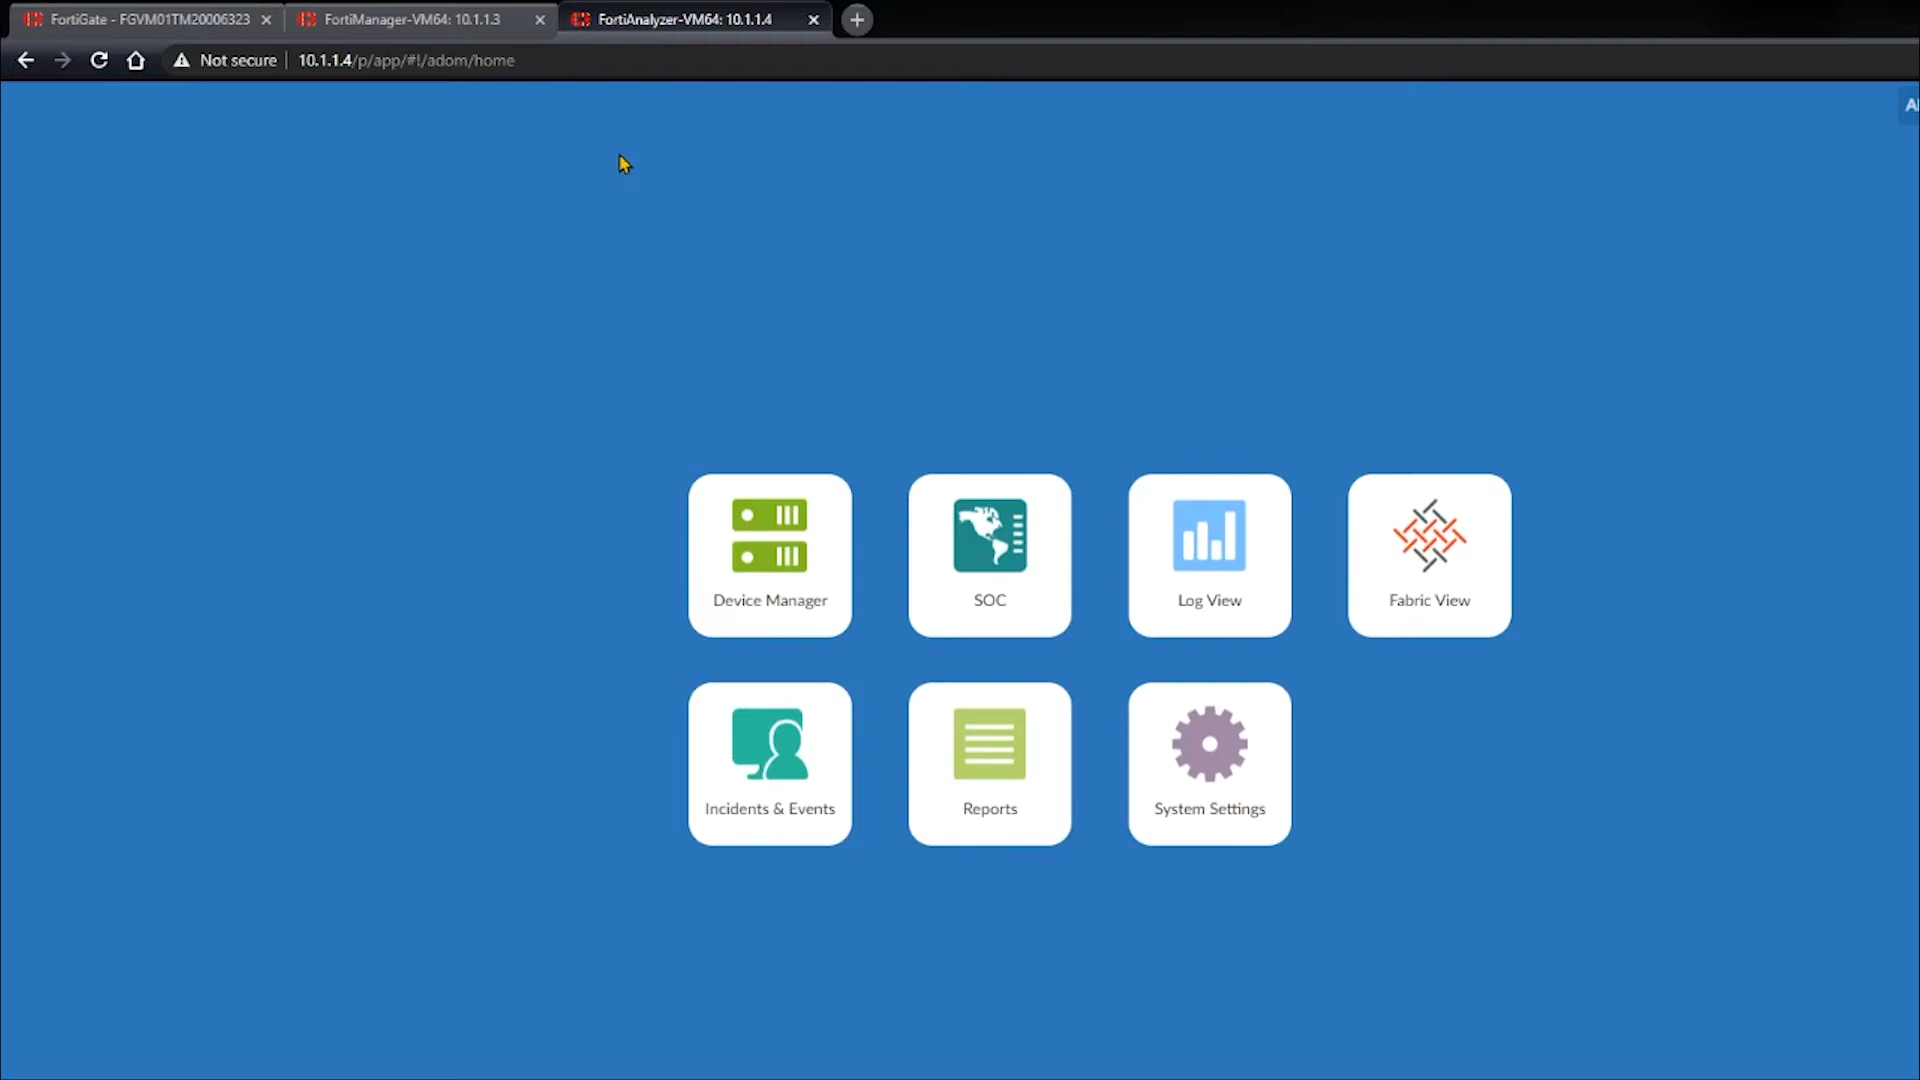 FortiGate - FGVM01TM20006323
FortiManager-VM64: 10.1.1.3
FortiAnalyzer-VM64: 10.1.1.4
Not secure
10.1.1.4/p/app/#!/adom/home
Device Manager
SOC
Log View
Fabric View
Incidents & Events
Reports
System Settings